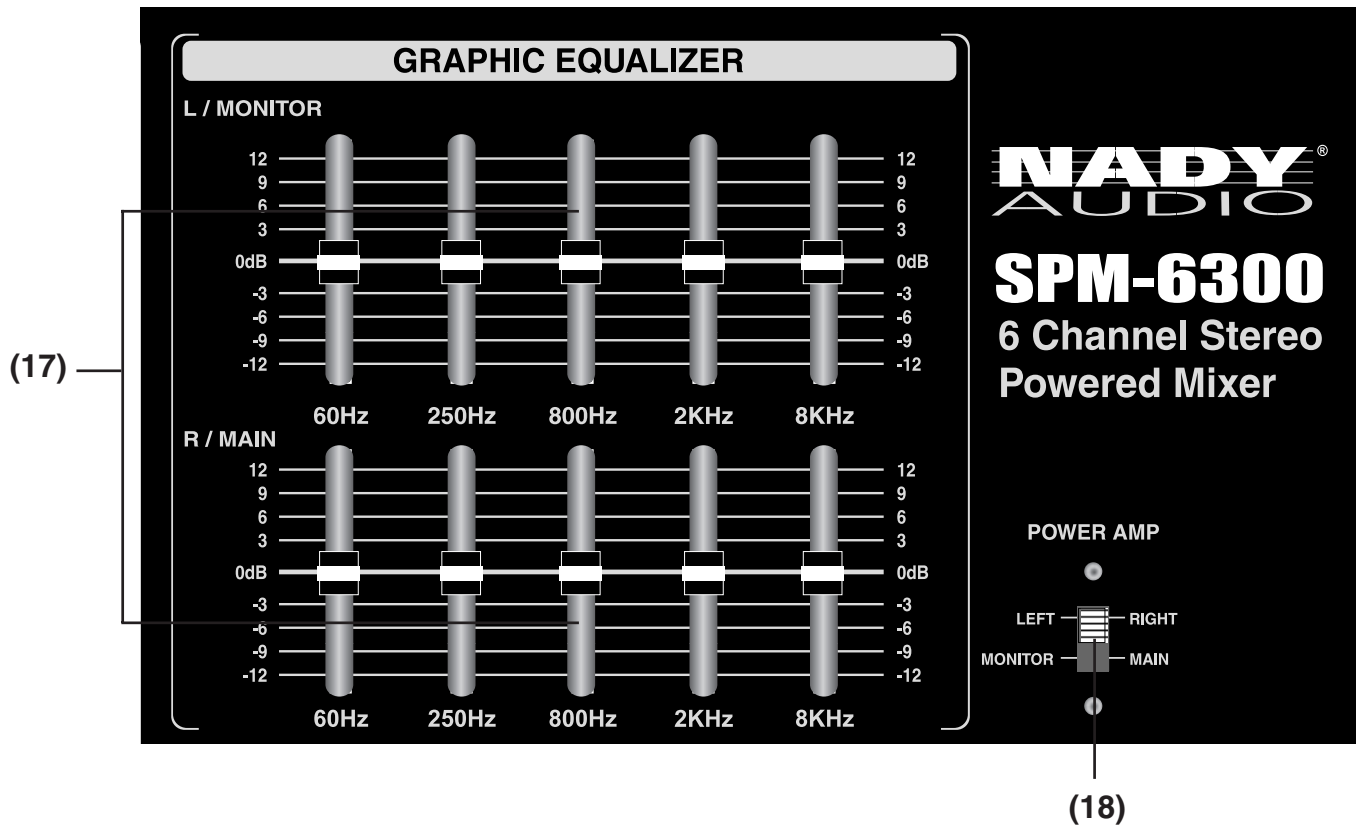 GRAPHIC EQUALIZER
L / MONITOR
12 12
9 9
6 6
3 3
0dB 0dB
-3 -3
-6 -6
-9 -9
-12 -12
60Hz 250Hz 800Hz 2KHz 8KHz
R / MAIN
12 12
9 9
6 6
3 3
0dB 0dB
-3 -3
-6 -6
-9 -9
-12 -12
60Hz 250Hz 800Hz 2KHz 8KHz
(17)
NADY®
AUDIO
SPM-6300
6 Channel Stereo
Powered Mixer
POWER AMP
LEFT RIGHT
MONITOR MAIN
(18)